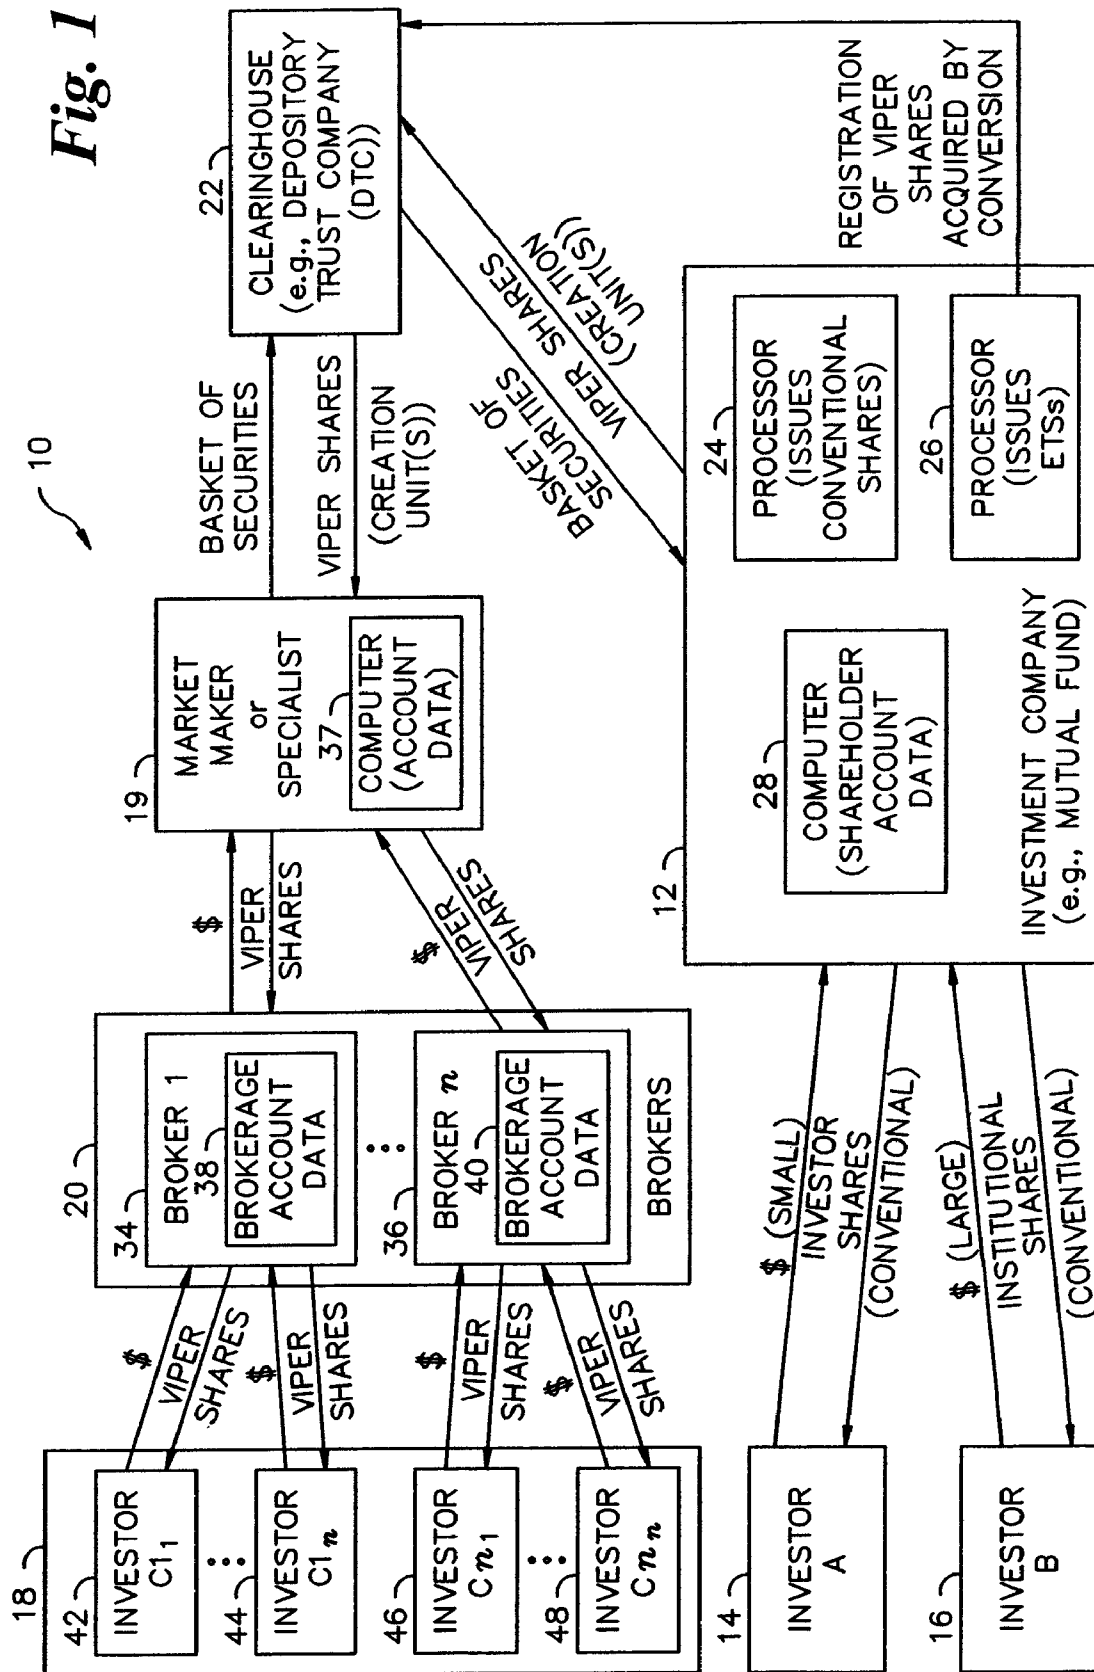 Fig. 1
10
18
42
INVESTOR
C1₁
44
INVESTOR
C1ₙ
46
INVESTOR
Cn₁
48
INVESTOR
Cnₙ
$
VIPER
SHARES
$
VIPER
SHARES
$
VIPER
SHARES
$
VIPER
SHARES
20
34
BROKER 1
38
BROKERAGE
ACCOUNT
DATA
36
BROKER n
40
BROKERAGE
ACCOUNT
DATA
BROKERS
$
VIPER
SHARES
$
VIPER
SHARES
19
MARKET
MAKER
or
SPECIALIST
37
COMPUTER
(ACCOUNT
DATA)
BASKET OF
SECURITIES
VIPER SHARES
(CREATION
UNIT(S))
22
CLEARINGHOUSE
(e.g., DEPOSITORY
TRUST COMPANY
(DTC))
BASKET OF
SECURITIES
VIPER SHARES
(CREATION
UNIT(S))
REGISTRATION
OF VIPER
SHARES
ACQUIRED BY
CONVERSION
14
INVESTOR
A
16
INVESTOR
B
$ (SMALL)
INVESTOR
SHARES
(CONVENTIONAL)
$ (LARGE)
INSTITUTIONAL
SHARES
(CONVENTIONAL)
12
28
COMPUTER
(SHAREHOLDER
ACCOUNT
DATA)
24
PROCESSOR
(ISSUES
CONVENTIONAL
SHARES)
26
PROCESSOR
(ISSUES
ETSs)
INVESTMENT COMPANY
(e.g., MUTUAL FUND)